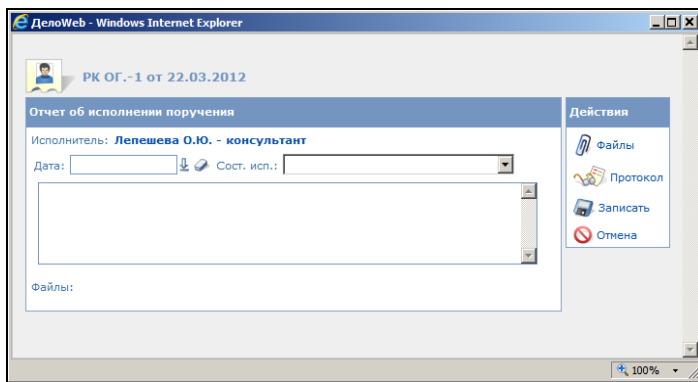 ДелоWeb - Windows Internet Explorer
РК ОГ.-1 от 22.03.2012
Отчет об исполнении поручения
Исполнитель: Лепешева О.Ю. - консультант
Дата: Сост. исп.:
Файлы:
Действия
Файлы
Протокол
Записать
Отмена
100%